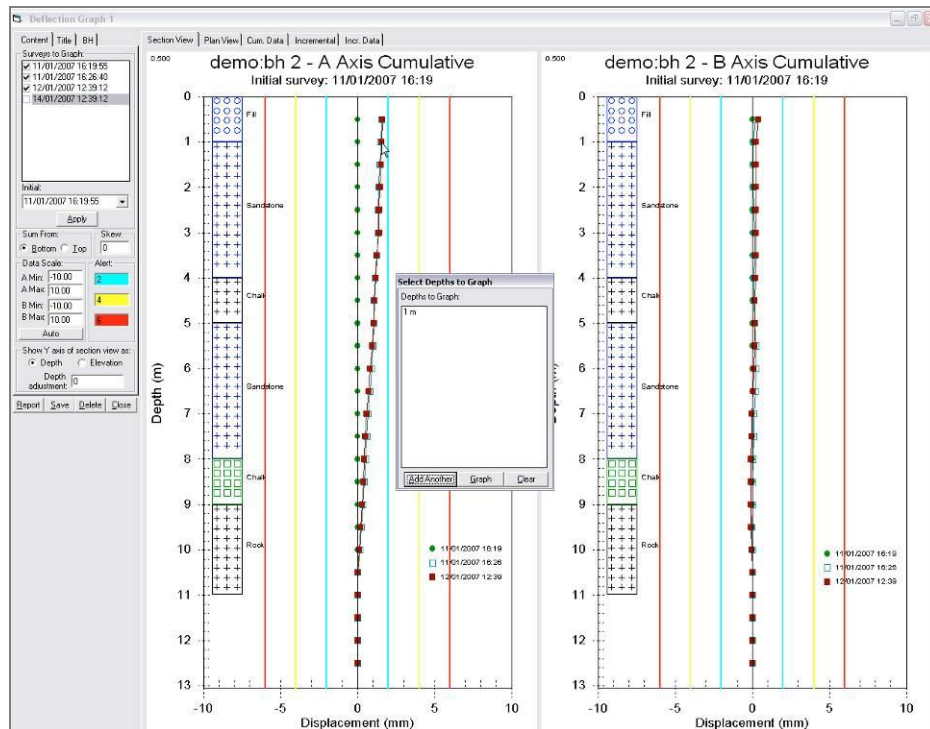 Deflection Graph 1
Content Title BH
Surveys to Graph:
11/01/2007 16:19:55
11/01/2007 16:26:40
12/01/2007 12:39:12
14/01/2007 12:39:12
Initial:
11/01/2007 16:19:55
Apply
Sum From:
Bottom Top
Skew:
0
Data Scale:
A Min: -10.00
A Max: 10.00
B Min: -10.00
B Max: 10.00
Auto
Alert:
2
4
6
Show Y axis of section view as:
Depth Elevation
Depth adjustment: 0
Report Save Delete Close
Section View Plan View Cum. Data Incremental Incr. Data
0.500
demo:bh 2 - A Axis Cumulative
Initial survey: 11/01/2007 16:19
0
1
2
3
4
5
6
7
8
9
10
11
12
13
Depth (m)
Fill
Sandstone
Chalk
Sandstone
Chalk
Rock
11/01/2007 16:19
11/01/2007 16:26
12/01/2007 12:39
-10 -5 0 5 10
Displacement (mm)
Select Depths to Graph
Depths to Graph:
1 m
Add Another Graph Clear
0.500
demo:bh 2 - B Axis Cumulative
Initial survey: 11/01/2007 16:19
0
1
2
3
4
5
6
7
8
9
10
11
12
13
Depth (m)
Fill
Sandstone
Chalk
Sandstone
Chalk
Rock
11/01/2007 16:19
11/01/2007 16:26
12/01/2007 12:39
-10 -5 0 5 10
Displacement (mm)